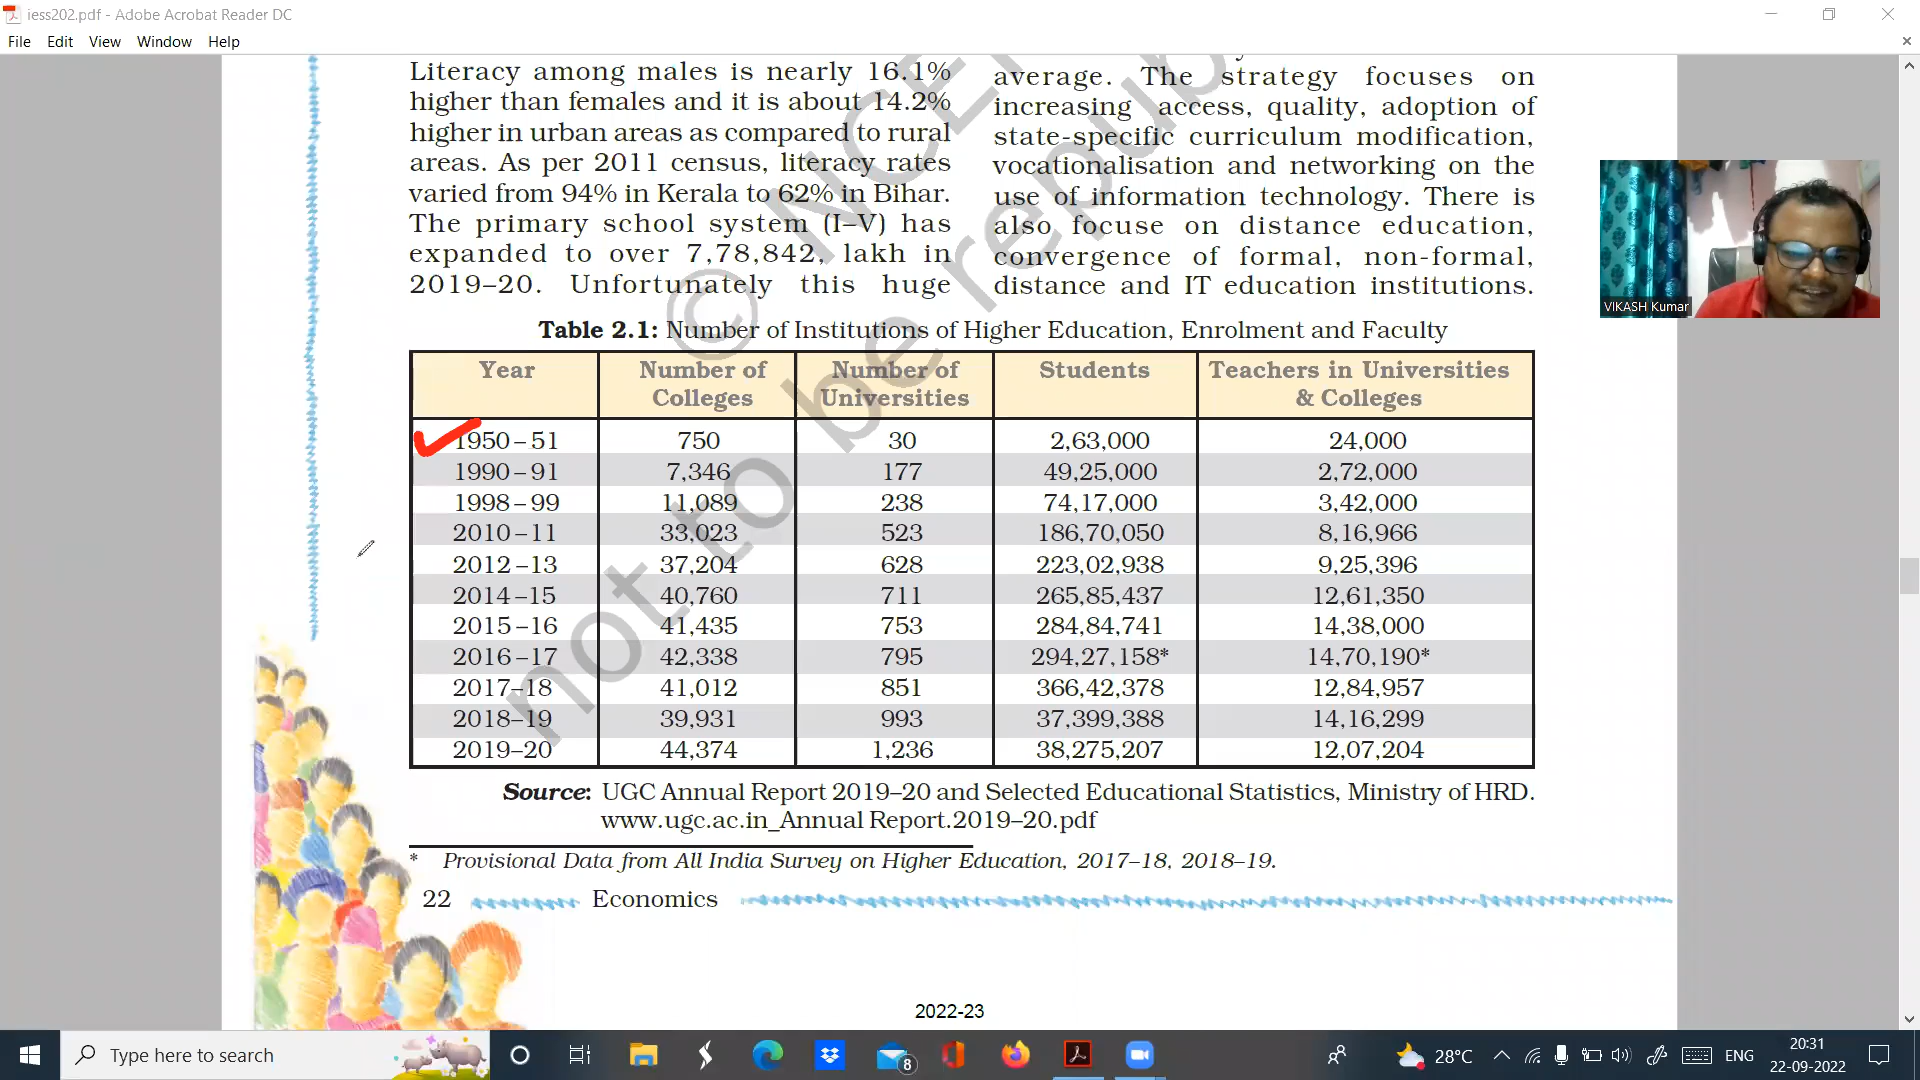 iess202.pdf - Adobe Acrobat Reader DC
File Edit View Window Help
Literacy among males is nearly 16.1%
higher than females and it is about 14.2%
higher in urban areas as compared to rural
areas. As per 2011 census, literacy rates
varied from 94% in Kerala to 62% in Bihar.
The primary school system (I–V) has
expanded to over 7,78,842, lakh in
2019–20. Unfortunately this huge
average. The strategy focuses on
increasing access, quality, adoption of
state-specific curriculum modification,
vocationalisation and networking on the
use of information technology. There is
also focuse on distance education,
convergence of formal, non-formal,
distance and IT education institutions.
VIKASH Kumar
Table 2.1: Number of Institutions of Higher Education, Enrolment and Faculty
Year Number of Colleges Number of Universities Students Teachers in Universities & Colleges
1950–51 750 30 2,63,000 24,000
1990–91 7,346 177 49,25,000 2,72,000
1998–99 11,089 238 74,17,000 3,42,000
2010–11 33,023 523 186,70,050 8,16,966
2012–13 37,204 628 223,02,938 9,25,396
2014–15 40,760 711 265,85,437 12,61,350
2015–16 41,435 753 284,84,741 14,38,000
2016–17 42,338 795 294,27,158* 14,70,190*
2017–18 41,012 851 366,42,378 12,84,957
2018–19 39,931 993 37,399,388 14,16,299
2019–20 44,374 1,236 38,275,207 12,07,204
Source: UGC Annual Report 2019–20 and Selected Educational Statistics, Ministry of HRD.
www.ugc.ac.in_Annual Report.2019–20.pdf
* Provisional Data from All India Survey on Higher Education, 2017–18, 2018–19.
22 Economics
2022-23
© NCE
not to be repub
Type here to search
8
28°C
ENG
20:31
22-09-2022